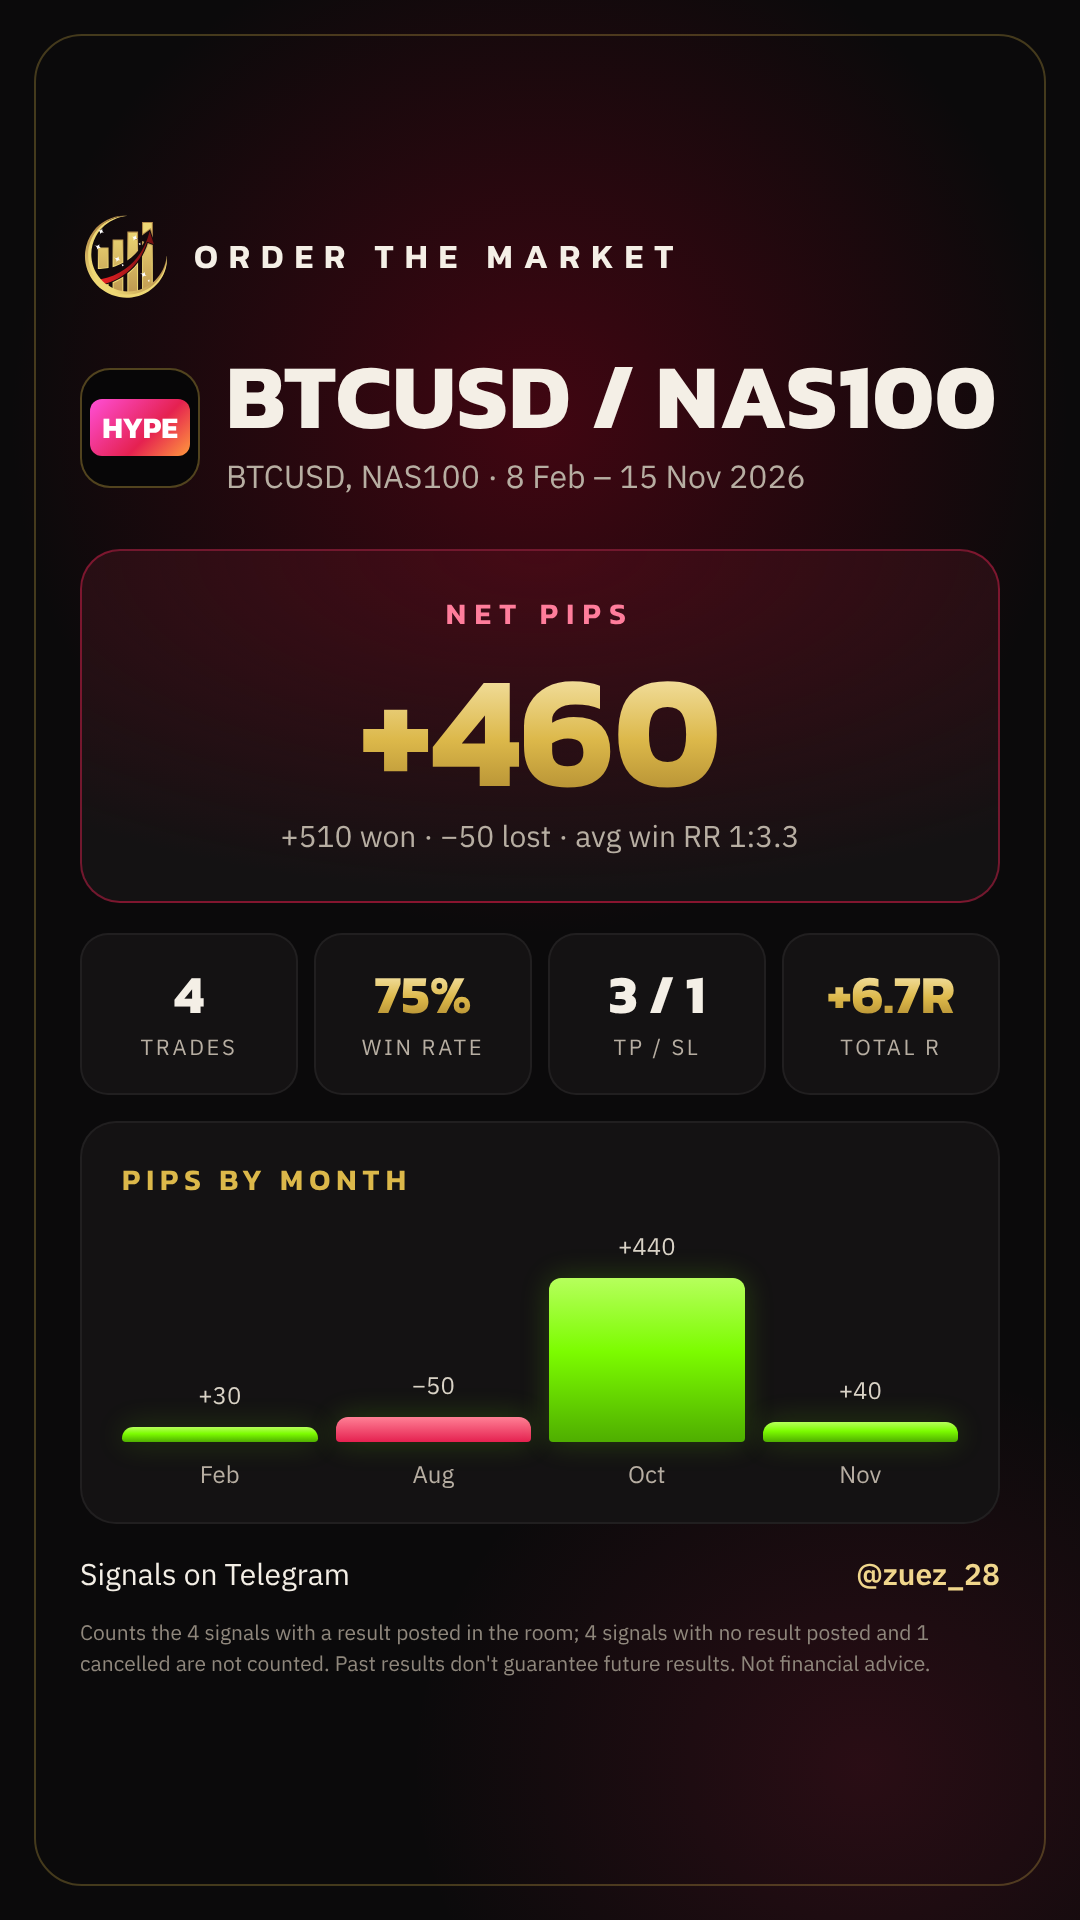 ORDER THE MARKET
HYPE
BTCUSD / NAS100
BTCUSD, NAS100 · 8 Feb – 15 Nov 2026
NET PIPS
+460
+510 won · −50 lost · avg win RR 1:3.3
4
TRADES
75%
WIN RATE
3 / 1
TP / SL
+6.7R
TOTAL R
PIPS BY MONTH
+30
−50
+440
+40
Feb
Aug
Oct
Nov
Signals on Telegram
@zuez_28
Counts the 4 signals with a result posted in the room; 4 signals with no result posted and 1
cancelled are not counted. Past results don't guarantee future results. Not financial advice.